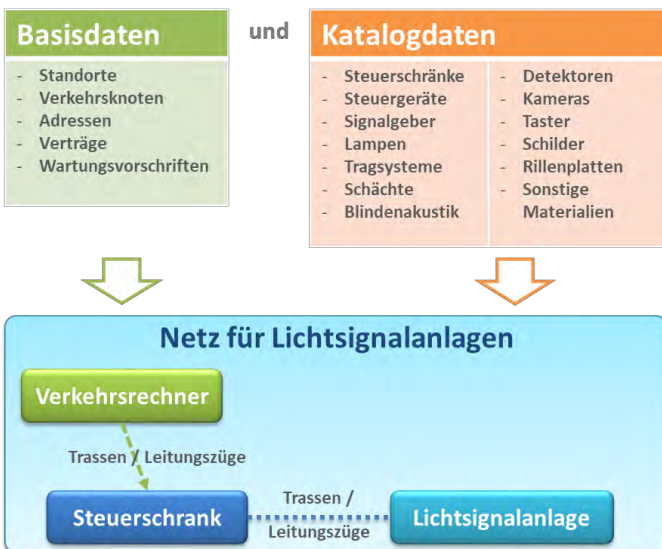 Basisdaten
- Standorte
- Verkehrsknoten
- Adressen
- Verträge
- Wartungsvorschriften
und
Katalogdaten
- Steuerschränke
- Steuergeräte
- Signalgeber
- Lampen
- Tragsysteme
- Schächte
- Blindenakustik
- Detektoren
- Kameras
- Taster
- Schilder
- Rillenplatten
- Sonstige
Materialien
Netz für Lichtsignalanlagen
Verkehrsrechner
Trassen / Leitungszüge
Steuerschrank
Trassen /
Leitungszüge
Lichtsignalanlage